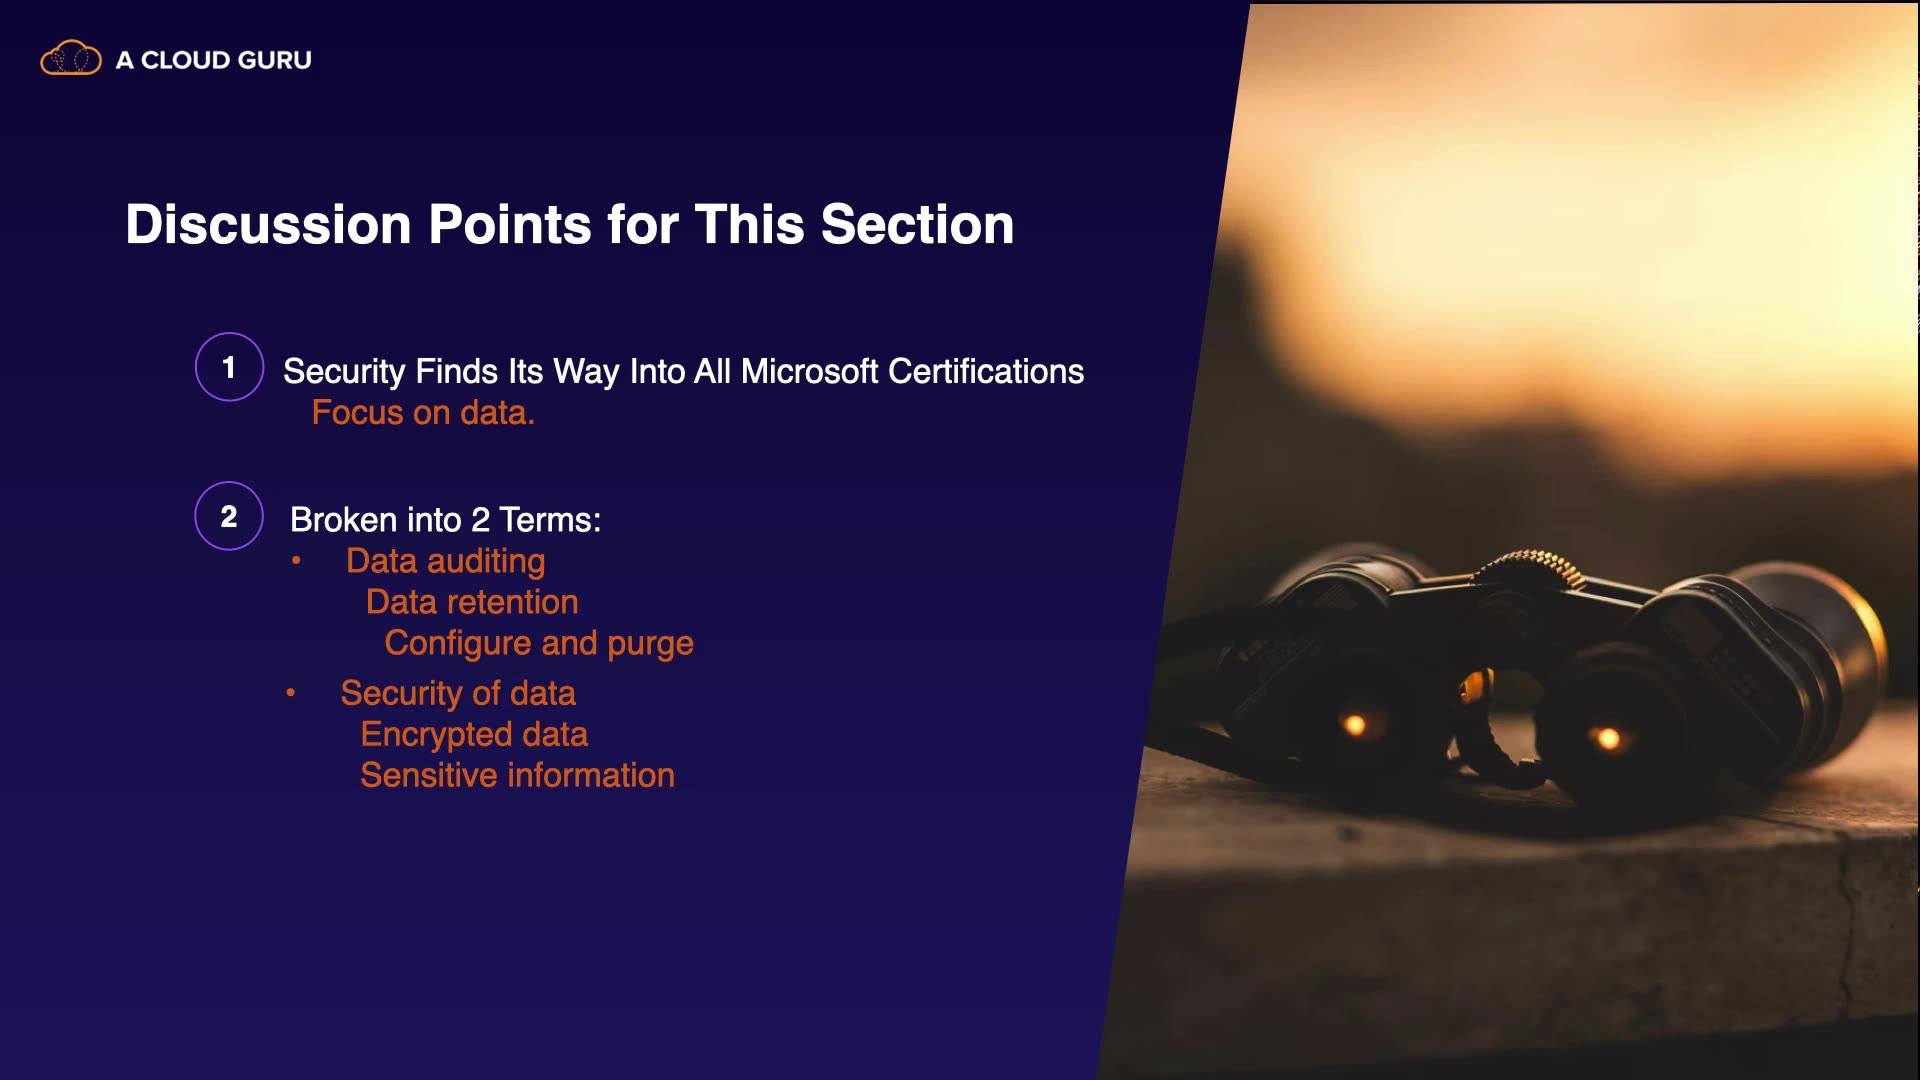 A CLOUD GURU
Discussion Points for This Section
1 Security Finds Its Way Into All Microsoft Certifications
Focus on data.
2 Broken into 2 Terms:
• Data auditing
Data retention
Configure and purge
• Security of data
Encrypted data
Sensitive information